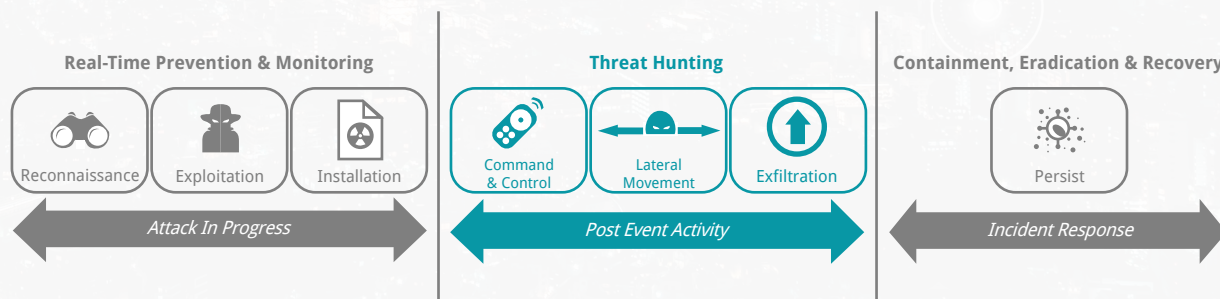 Real-Time Prevention & Monitoring
Reconnaissance
Exploitation
Installation
Attack In Progress
Threat Hunting
Command
& Control
Lateral
Movement
Exfiltration
Post Event Activity
Containment, Eradication & Recovery
Persist
Incident Response